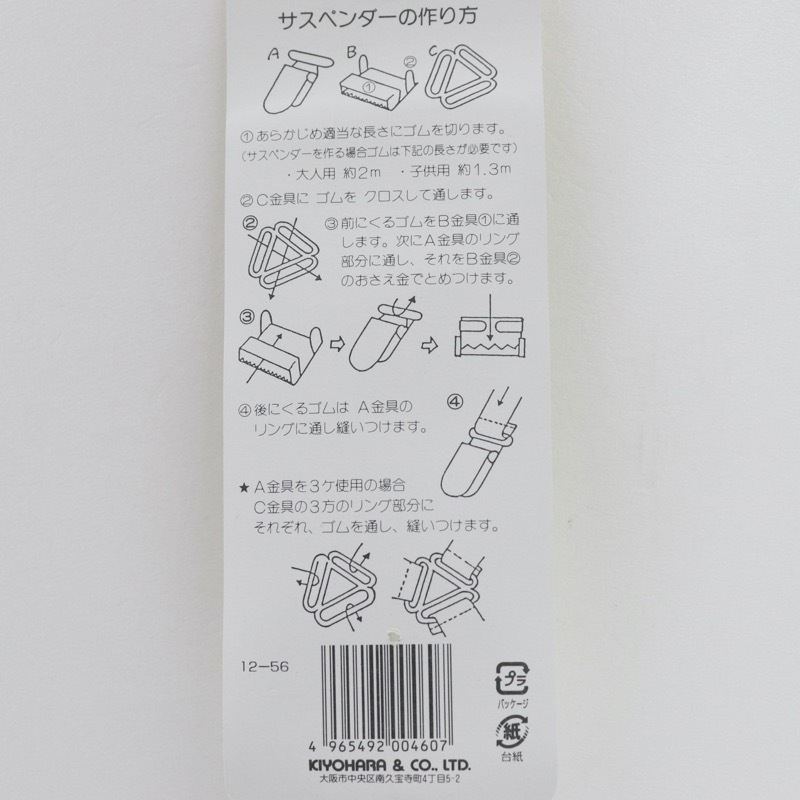 サスペンダーの作り方
A B ② C
①
①あらかじめ適当な長さにゴムを切ります。
(サスペンダーを作る場合ゴムは下記の長さが必要です)
・大人用 約2m ・子供用 約1.3m
②C金具に ゴムを クロスして通します。
②
③前にくるゴムをB金具①に通
します。次にA金具のリング
部分に通し、それをB金具②
のおさえ金でとめつけます。
③
④後にくるゴムは A金具の
リングに通し縫いつけます。
④
★A金具を3ケ使用の場合
C金具の3方のリング部分に
それぞれ、ゴムを通し、縫いつけます。
12-56
プラ
パッケージ
紙
台紙
4 965492 004607
KIYOHARA & CO., LTD.
大阪市中央区南久宝寺町4丁目5-2